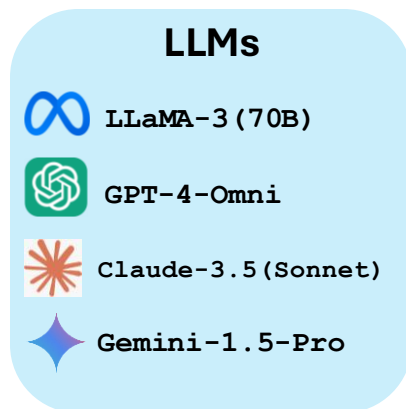 LLMs
LLaMA-3(70B)
GPT-4-Omni
Claude-3.5(Sonnet)
Gemini-1.5-Pro